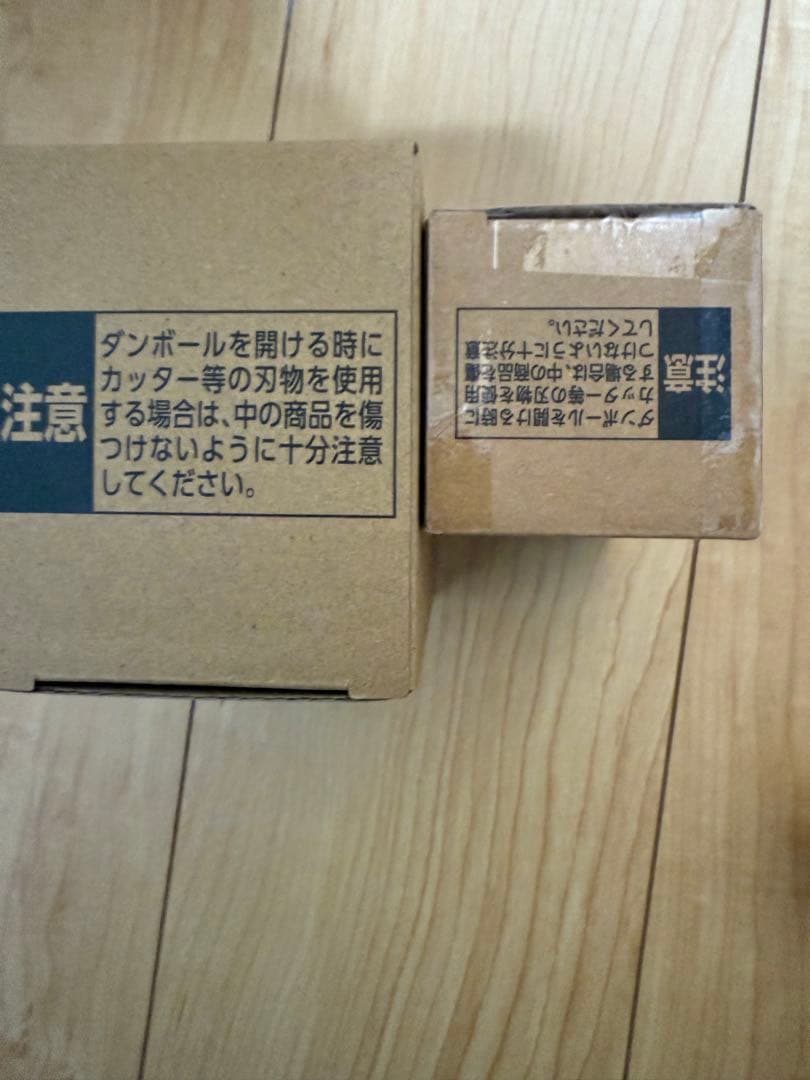 注意
ダンボールを開ける時に
カッター等の刃物を使用
する場合は、中の商品を傷
つけないように十分注意
してください。
注意
ダンボールを開ける時に
カッター等の刃物を使用
する場合は、中の商品を傷
つけないように十分注意
してください。